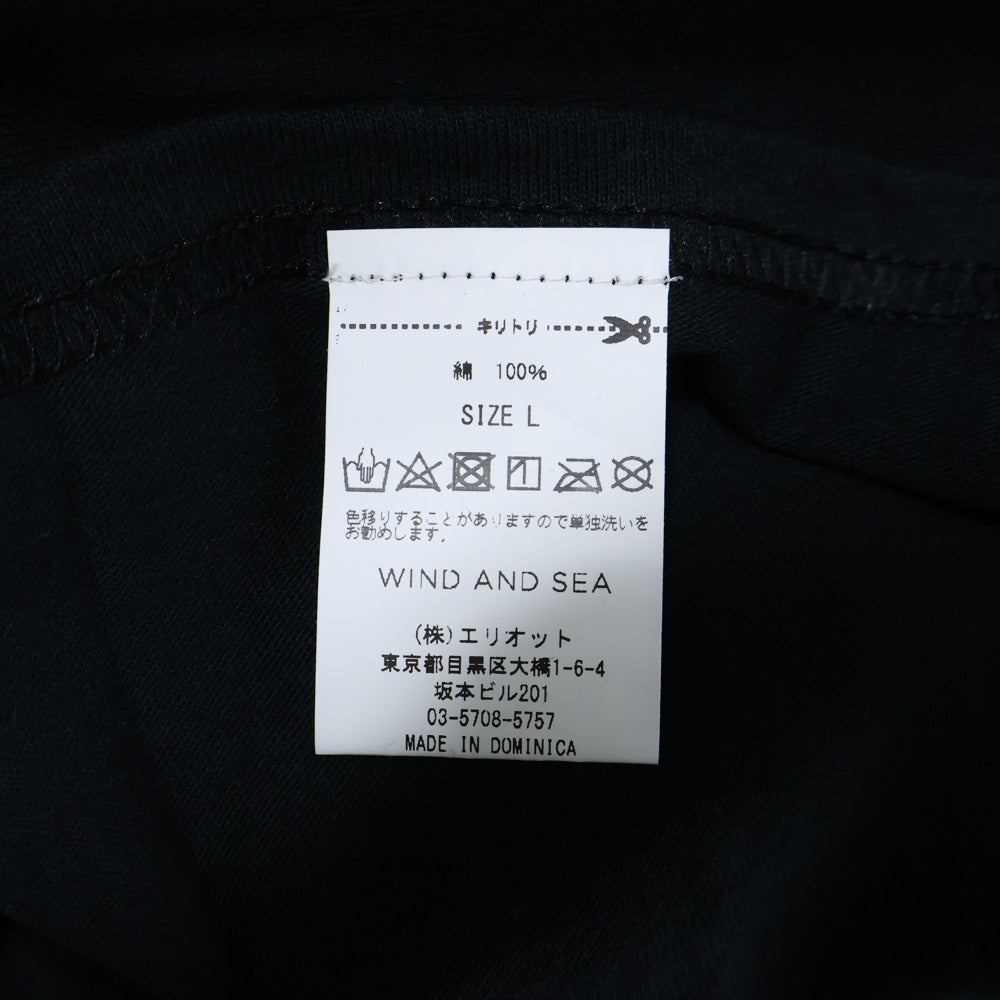 キリトリ
綿 100%
SIZE L
色移りすることがありますので単独洗いを
お勧めします。
WIND AND SEA
(株)エリオット
東京都目黒区大橋1-6-4
坂本ビル201
03-5708-5757
MADE IN DOMINICA